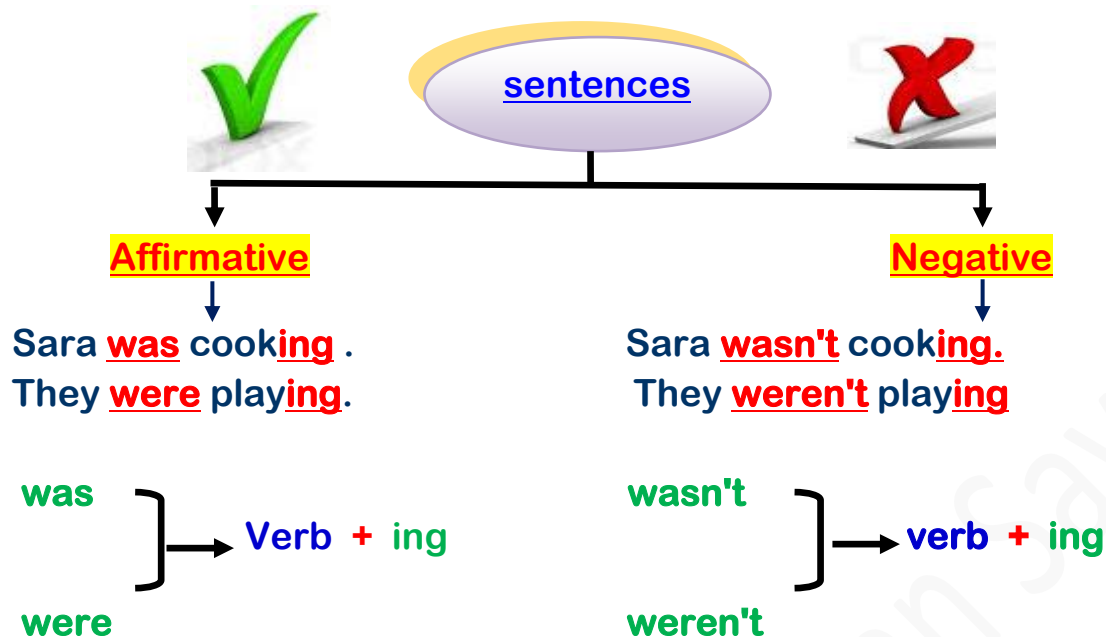 sentences
Affirmative
Negative
Sara was cooking .
They were playing.
Sara wasn't cooking.
They weren't playing
was
Verb + ing
were
wasn't
verb + ing
weren't